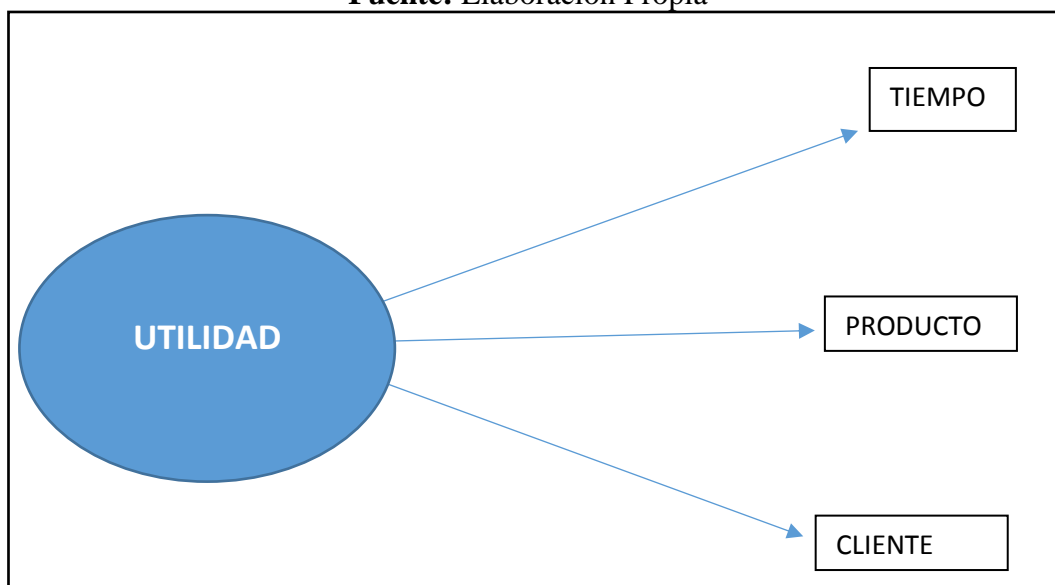 Fuente: Elaboración Propia
TIEMPO
UTILIDAD
PRODUCTO
CLIENTE